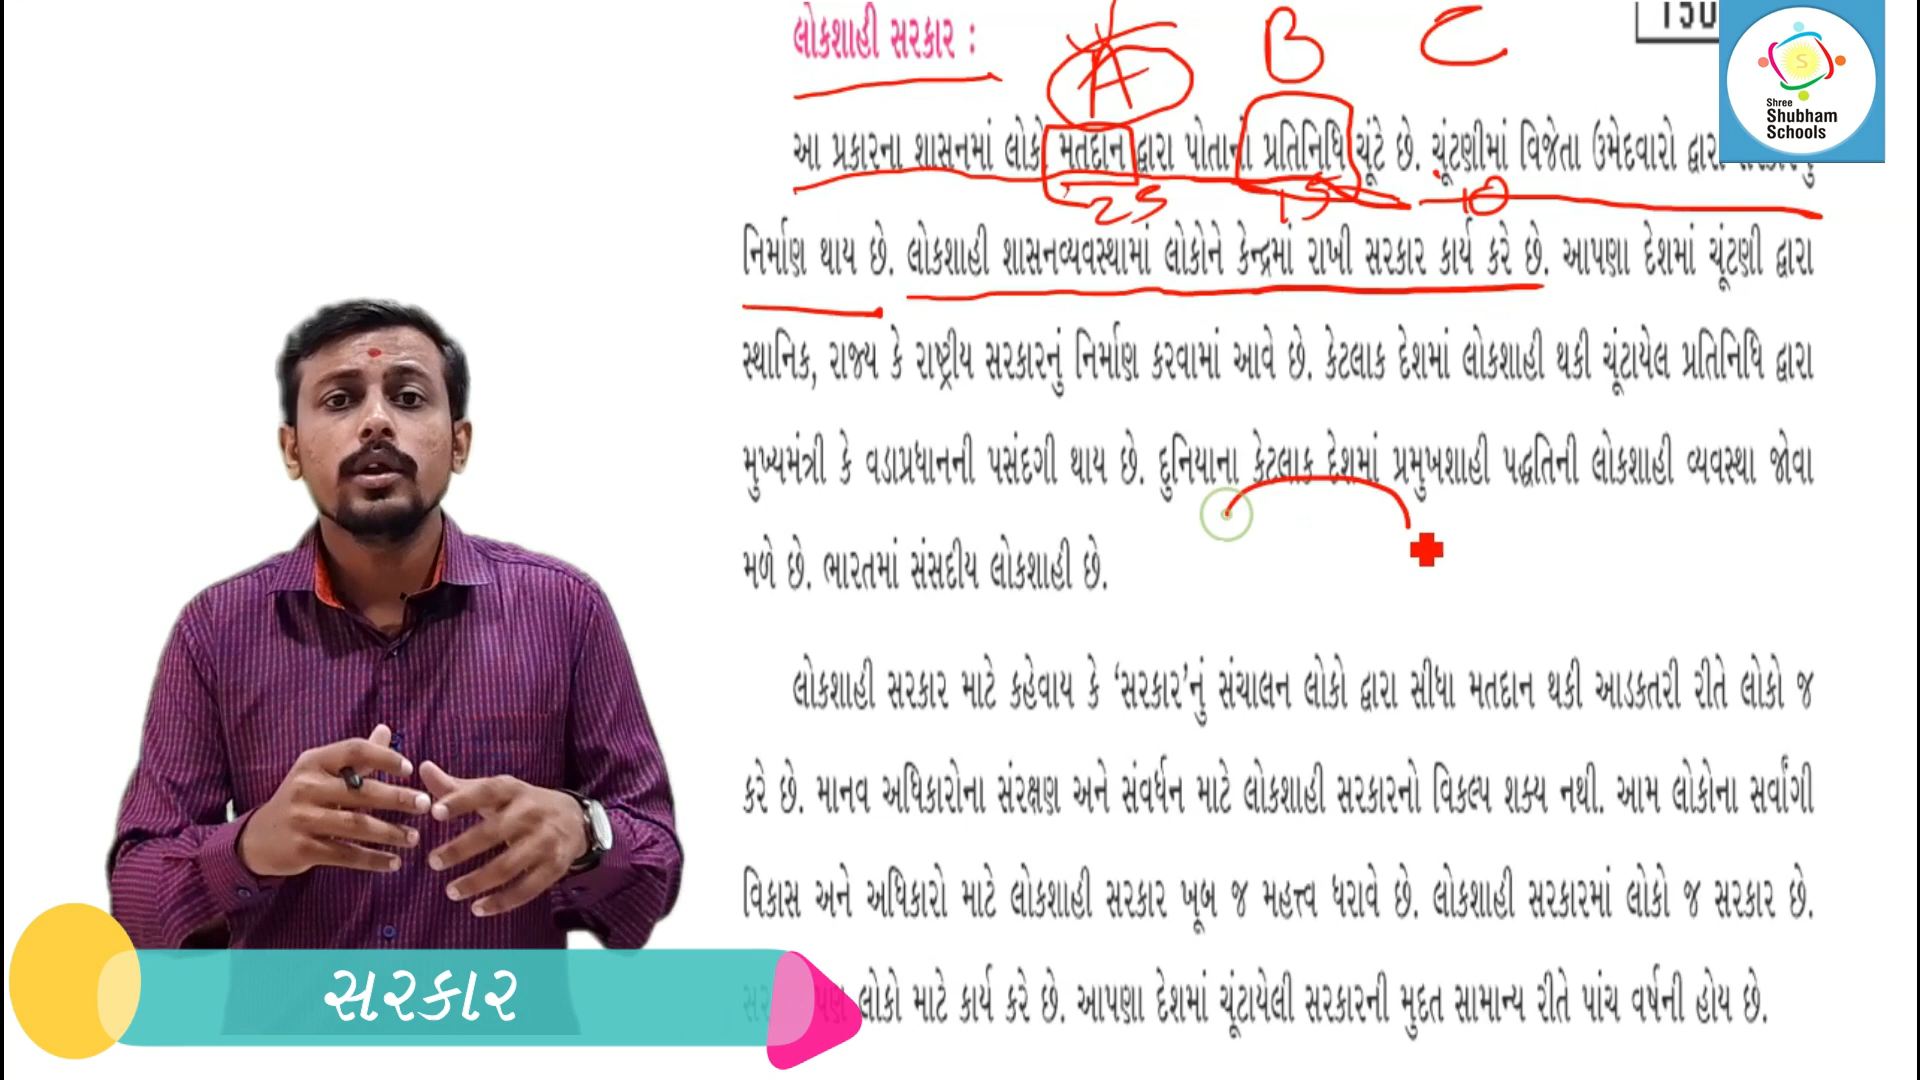 લોકશાહી સરકાર :
A B C
Shree
Shubham
Schools
આ પ્રકારના શાસનમાં લોકો મતદાન દ્વારા પોતાનો પ્રતિનિધિ ચૂંટે છે. ચૂંટણીમાં વિજેતા ઉમેદવારો દ્વારા
25 15 10
નિર્માણ થાય છે. લોકશાહી શાસનવ્યવસ્થામાં લોકોને કેન્દ્રમાં રાખી સરકાર કાર્ય કરે છે. આપણા દેશમાં ચૂંટણી દ્વારા
સ્થાનિક, રાજ્ય કે રાષ્ટ્રીય સરકારનું નિર્માણ કરવામાં આવે છે. કેટલાક દેશમાં લોકશાહી થકી ચૂંટાયેલ પ્રતિનિધિ દ્વારા
મુખ્યમંત્રી કે વડાપ્રધાનની પસંદગી થાય છે. દુનિયાના કેટલાક દેશમાં પ્રમુખશાહી પદ્ધતિની લોકશાહી વ્યવસ્થા જોવા
મળે છે. ભારતમાં સંસદીય લોકશાહી છે.
લોકશાહી સરકાર માટે કહેવાય કે ‘સરકાર’નું સંચાલન લોકો દ્વારા સીધા મતદાન થકી આડકતરી રીતે લોકો જ
કરે છે. માનવ અધિકારોના સંરક્ષણ અને સંવર્ધન માટે લોકશાહી સરકારનો વિકલ્પ શક્ય નથી. આમ લોકોના સર્વાંગી
વિકાસ અને અધિકારો માટે લોકશાહી સરકાર ખૂબ જ મહત્ત્વ ધરાવે છે. લોકશાહી સરકારમાં લોકો જ સરકાર છે.
લોકો માટે કાર્ય કરે છે. આપણા દેશમાં ચૂંટાયેલી સરકારની મુદત સામાન્ય રીતે પાંચ વર્ષની હોય છે.
સરકાર